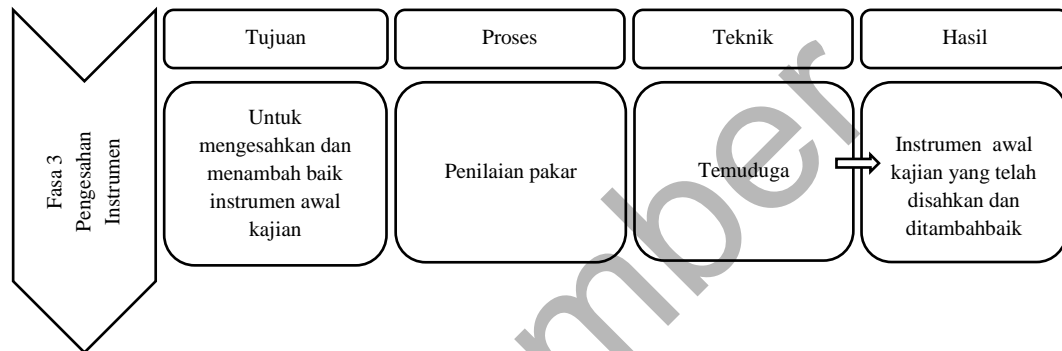 Fasa 3
Pengesahan
Instrumen
Tujuan
Proses
Teknik
Hasil
Untuk
mengesahkan dan
menambah baik
instrumen awal
kajian
Penilaian pakar
Temuduga
Instrumen awal
kajian yang telah
disahkan dan
ditambahbaik
mber